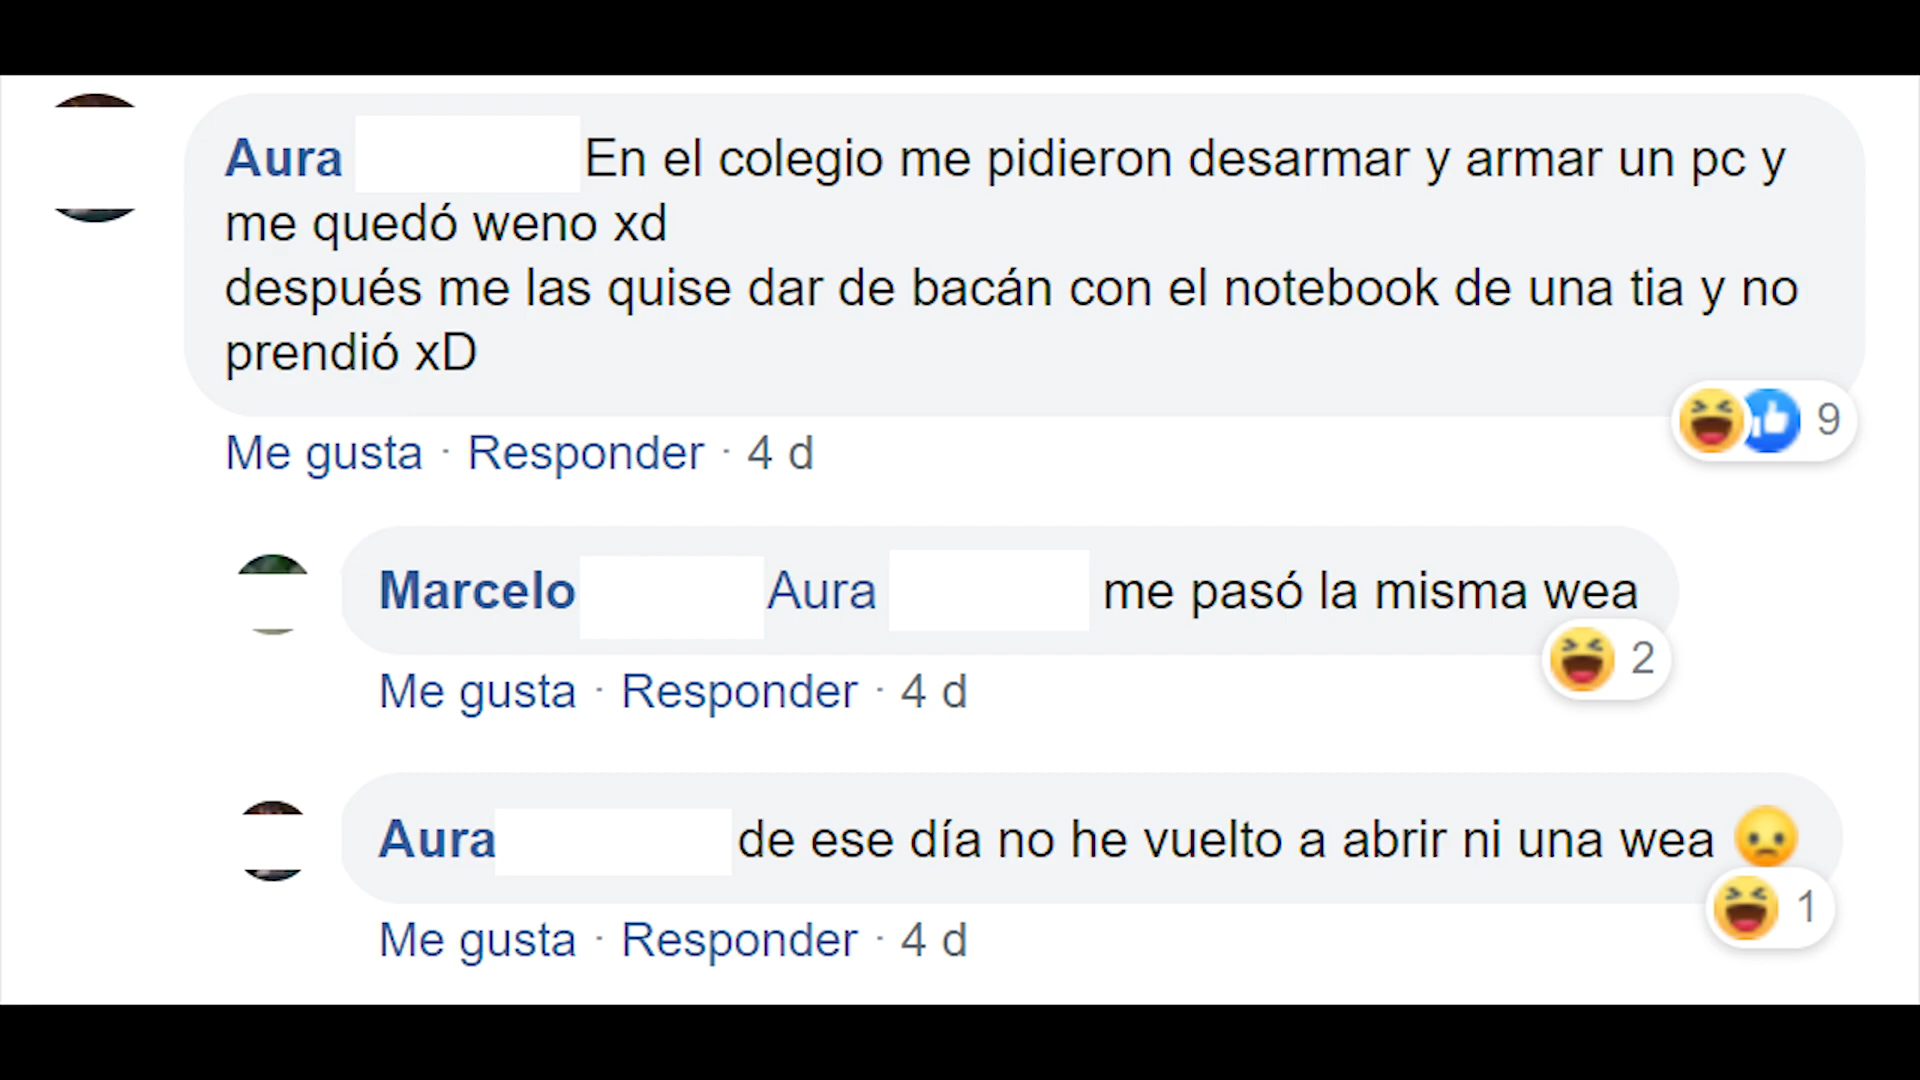 Aura En el colegio me pidieron desarmar y armar un pc y
me quedó weno xd
después me las quise dar de bacán con el notebook de una tia y no
prendió xD
9
Me gusta · Responder · 4 d
Marcelo Aura me pasó la misma wea
2
Me gusta · Responder · 4 d
Aura de ese día no he vuelto a abrir ni una wea
1
Me gusta · Responder · 4 d